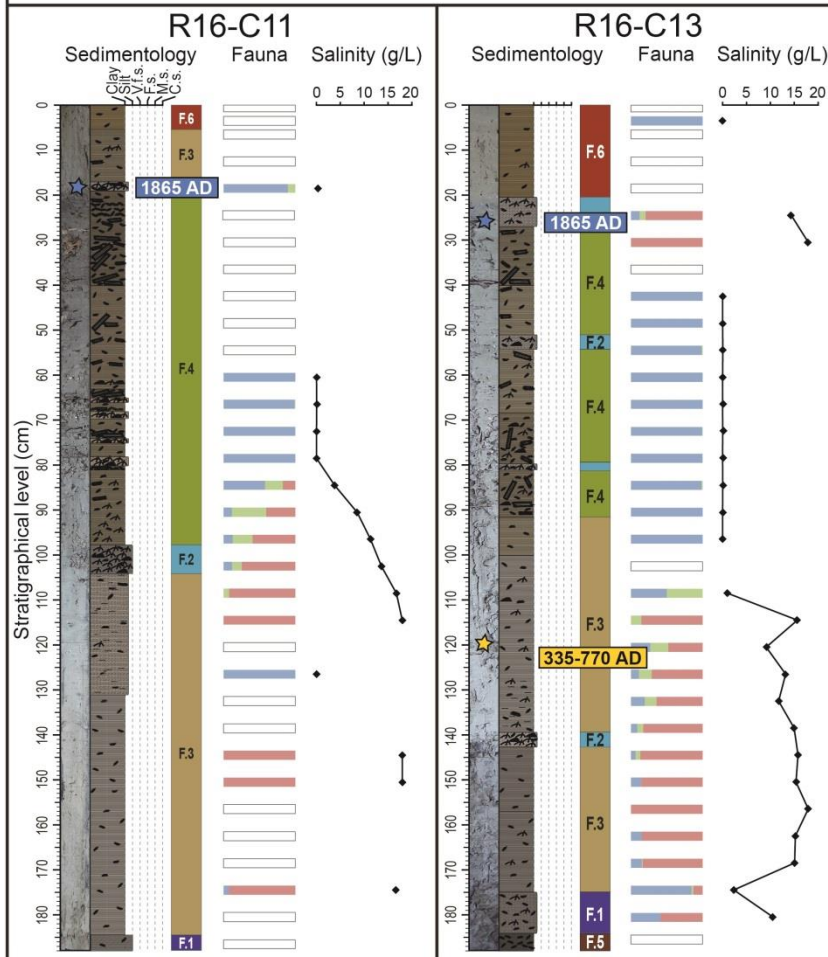 R16-C11
Sedimentology Fauna Salinity (g/L)
Clay
Silt
V.f.s.
F.s.
M.s.
C.s.
0 5 10 15 20
Stratigraphical level (cm)
0
10
20
30
40
50
60
70
80
90
100
110
120
130
140
150
160
170
180
F.6
F.3
1865 AD
F.4
F.2
F.3
F.1
R16-C13
Sedimentology Fauna Salinity (g/L)
0 5 10 15 20
0
10
20
30
40
50
60
70
80
90
100
110
120
130
140
150
160
170
180
F.6
1865 AD
F.4
F.2
F.4
F.4
F.3
335-770 AD
F.2
F.3
F.1
F.5